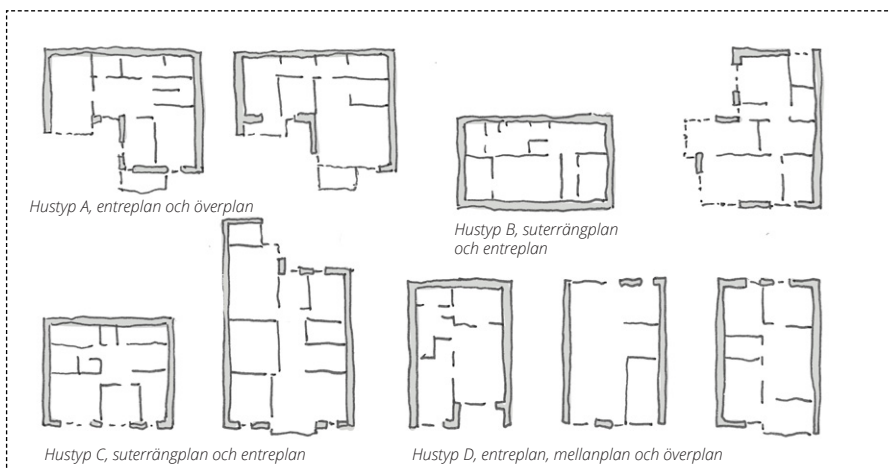 Hustyp A, entreplan och överplan
Hustyp B, suterrängplan
och entreplan
Hustyp C, suterrängplan och entreplan
Hustyp D, entreplan, mellanplan och överplan